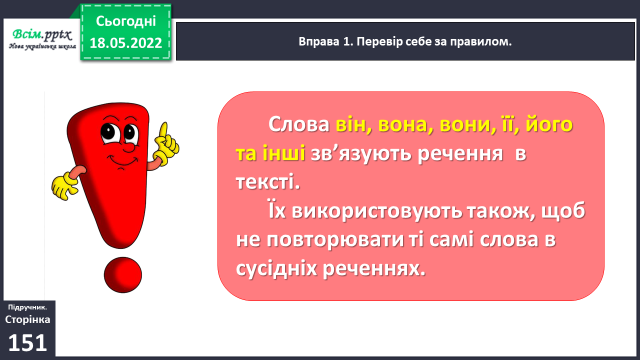 Всім.pptx
Нова українська школа
Сьогодні
18.05.2022
Вправа 1. Перевір себе за правилом.
Слова він, вона, вони, її, його
та інші зв’язують речення в
тексті.
Їх використовують також, щоб
не повторювати ті самі слова в
сусідніх реченнях.
Підручник.
Сторінка
151